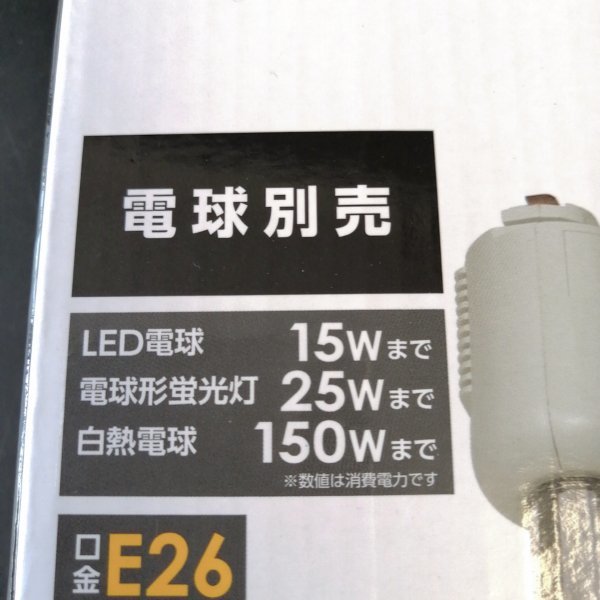 電球別売
LED電球 15Wまで
電球形蛍光灯 25Wまで
白熱電球 150Wまで
※数値は消費電力です
口金 E26